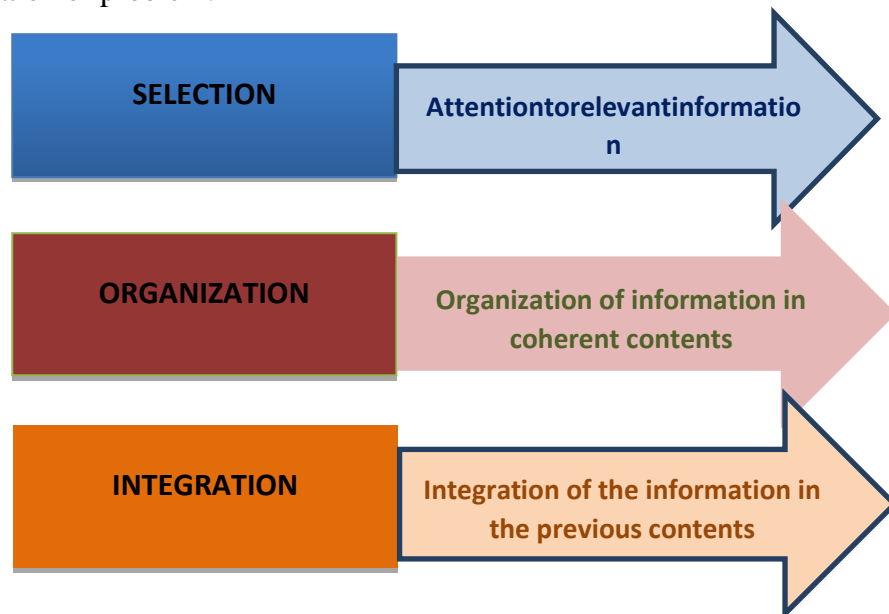 SELECTION
Attentiontorelevantinformatio
n
ORGANIZATION
Organization of information in
coherent contents
INTEGRATION
Integration of the information in
the previous contents